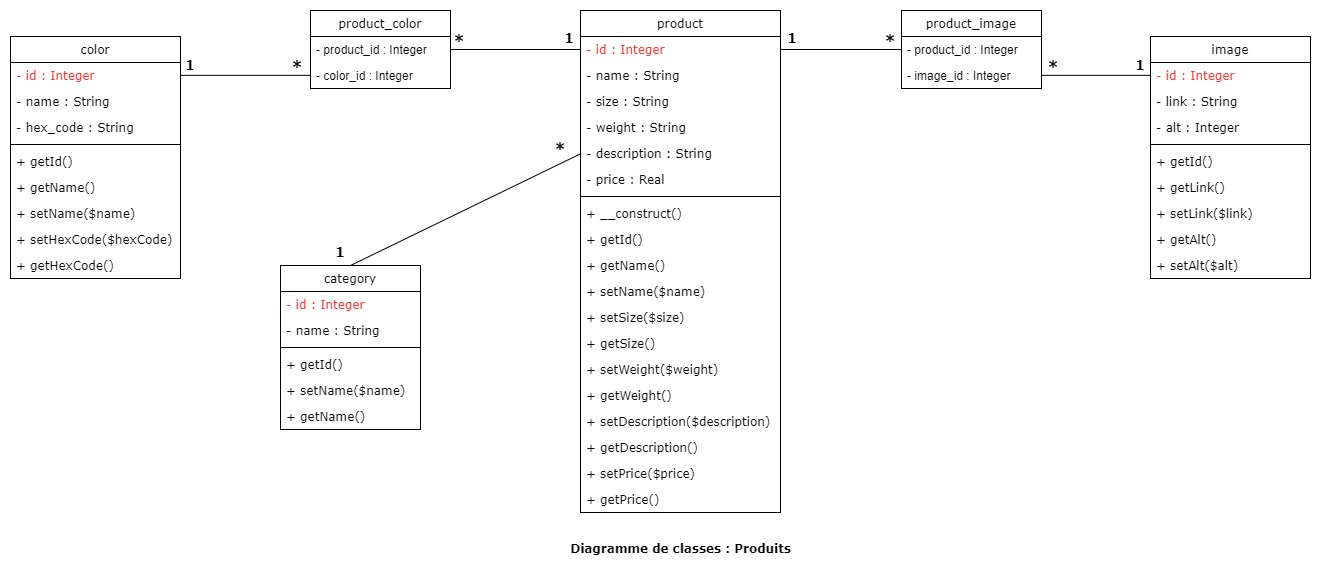 color
- id : Integer
- name : String
- hex_code : String
+ getId()
+ getName()
+ setName($name)
+ setHexCode($hexCode)
+ getHexCode()
1
*
product_color
- product_id : Integer
- color_id : Integer
*
1
product
- id : Integer
- name : String
- size : String
- weight : String
- description : String
- price : Real
+ __construct()
+ getId()
+ getName()
+ setName($name)
+ setSize($size)
+ getSize()
+ setWeight($weight)
+ getWeight()
+ setDescription($description)
+ getDescription()
+ setPrice($price)
+ getPrice()
*
1
category
- id : Integer
- name : String
+ getId()
+ setName($name)
+ getName()
1
*
product_image
- product_id : Integer
- image_id : Integer
*
1
image
- id : Integer
- link : String
- alt : Integer
+ getId()
+ getLink()
+ setLink($link)
+ getAlt()
+ setAlt($alt)
Diagramme de classes : Produits